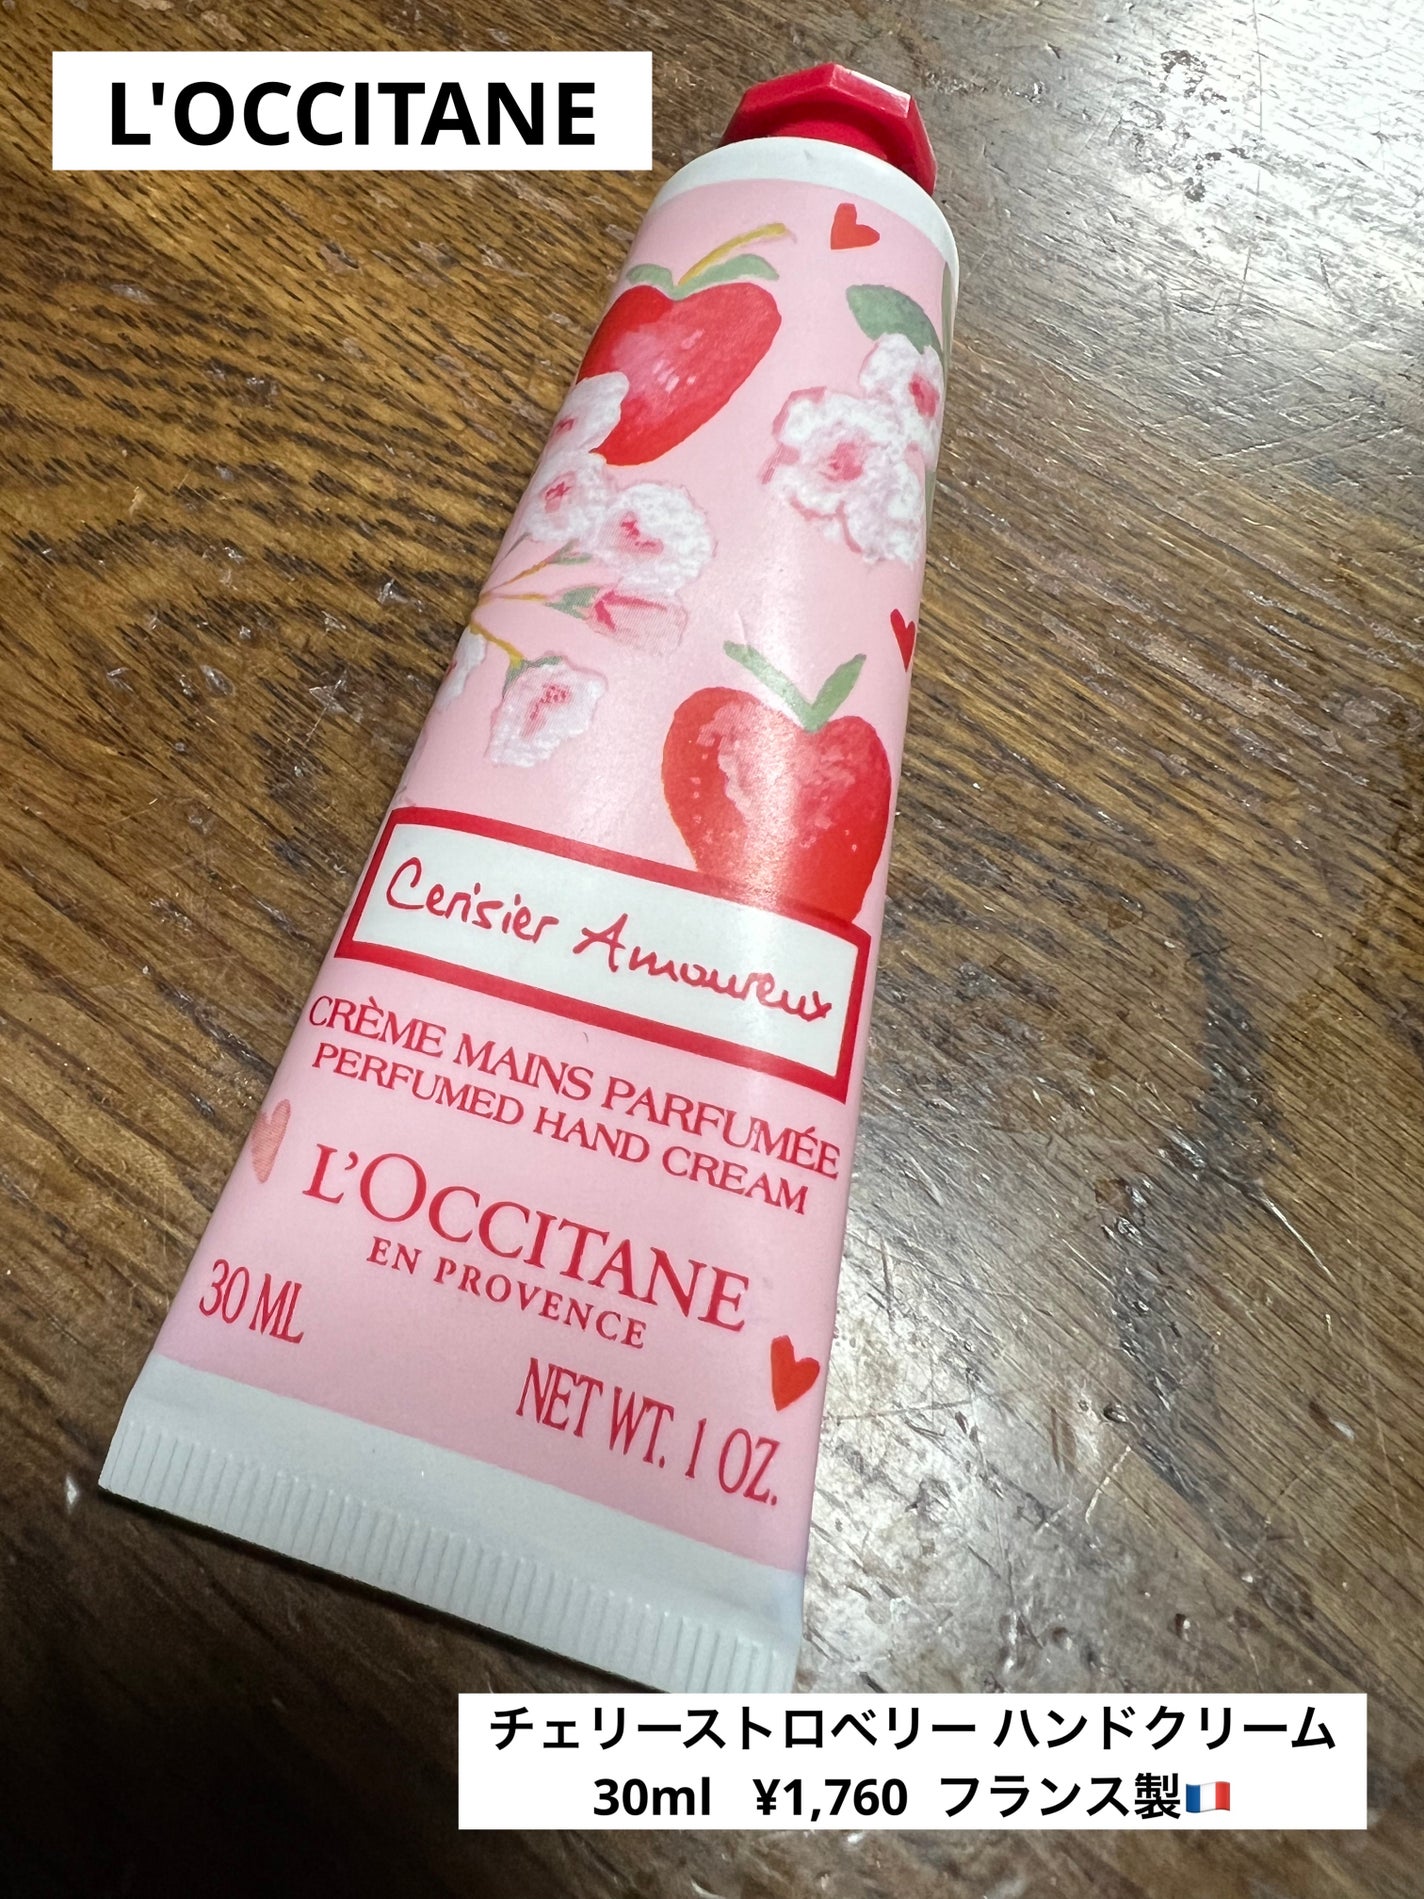 L'OCCITANE
Cerisier Amoureux
CRÈME MAINS PARFUMÉE
PERFUMED HAND CREAM
L'OCCITANE
EN PROVENCE
30 ML
NET WT. 1 OZ.
チェリーストロベリー ハンドクリーム
30ml ¥1,760 フランス製🇫🇷